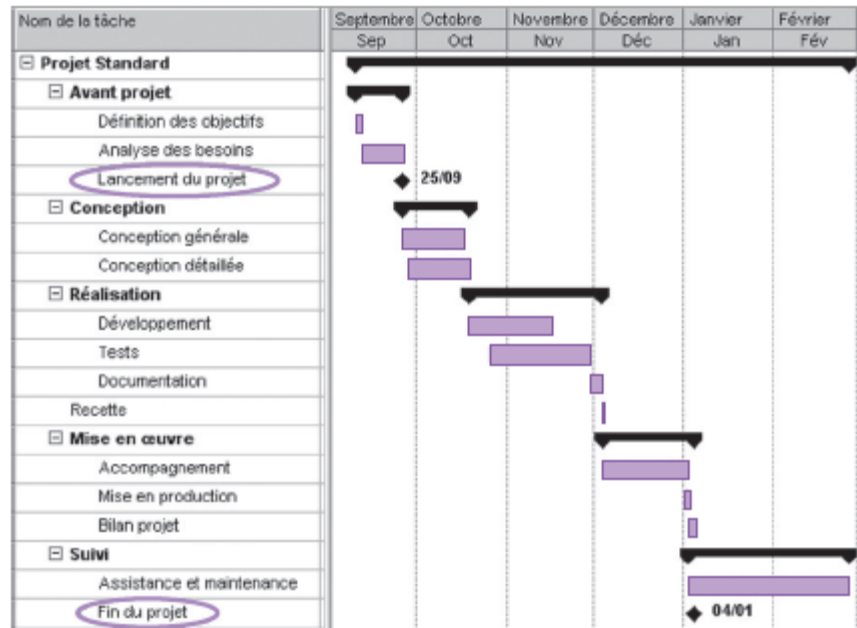 Nom de la tâche Septembre Octobre Novembre Décembre Janvier Février
Sep Oct Nov Déc Jan Fév
Projet Standard
Avant projet
Définition des objectifs
Analyse des besoins
Lancement du projet 25/09
Conception
Conception générale
Conception détaillée
Réalisation
Développement
Tests
Documentation
Recette
Mise en œuvre
Accompagnement
Mise en production
Bilan projet
Suivi
Assistance et maintenance
Fin du projet 04/01